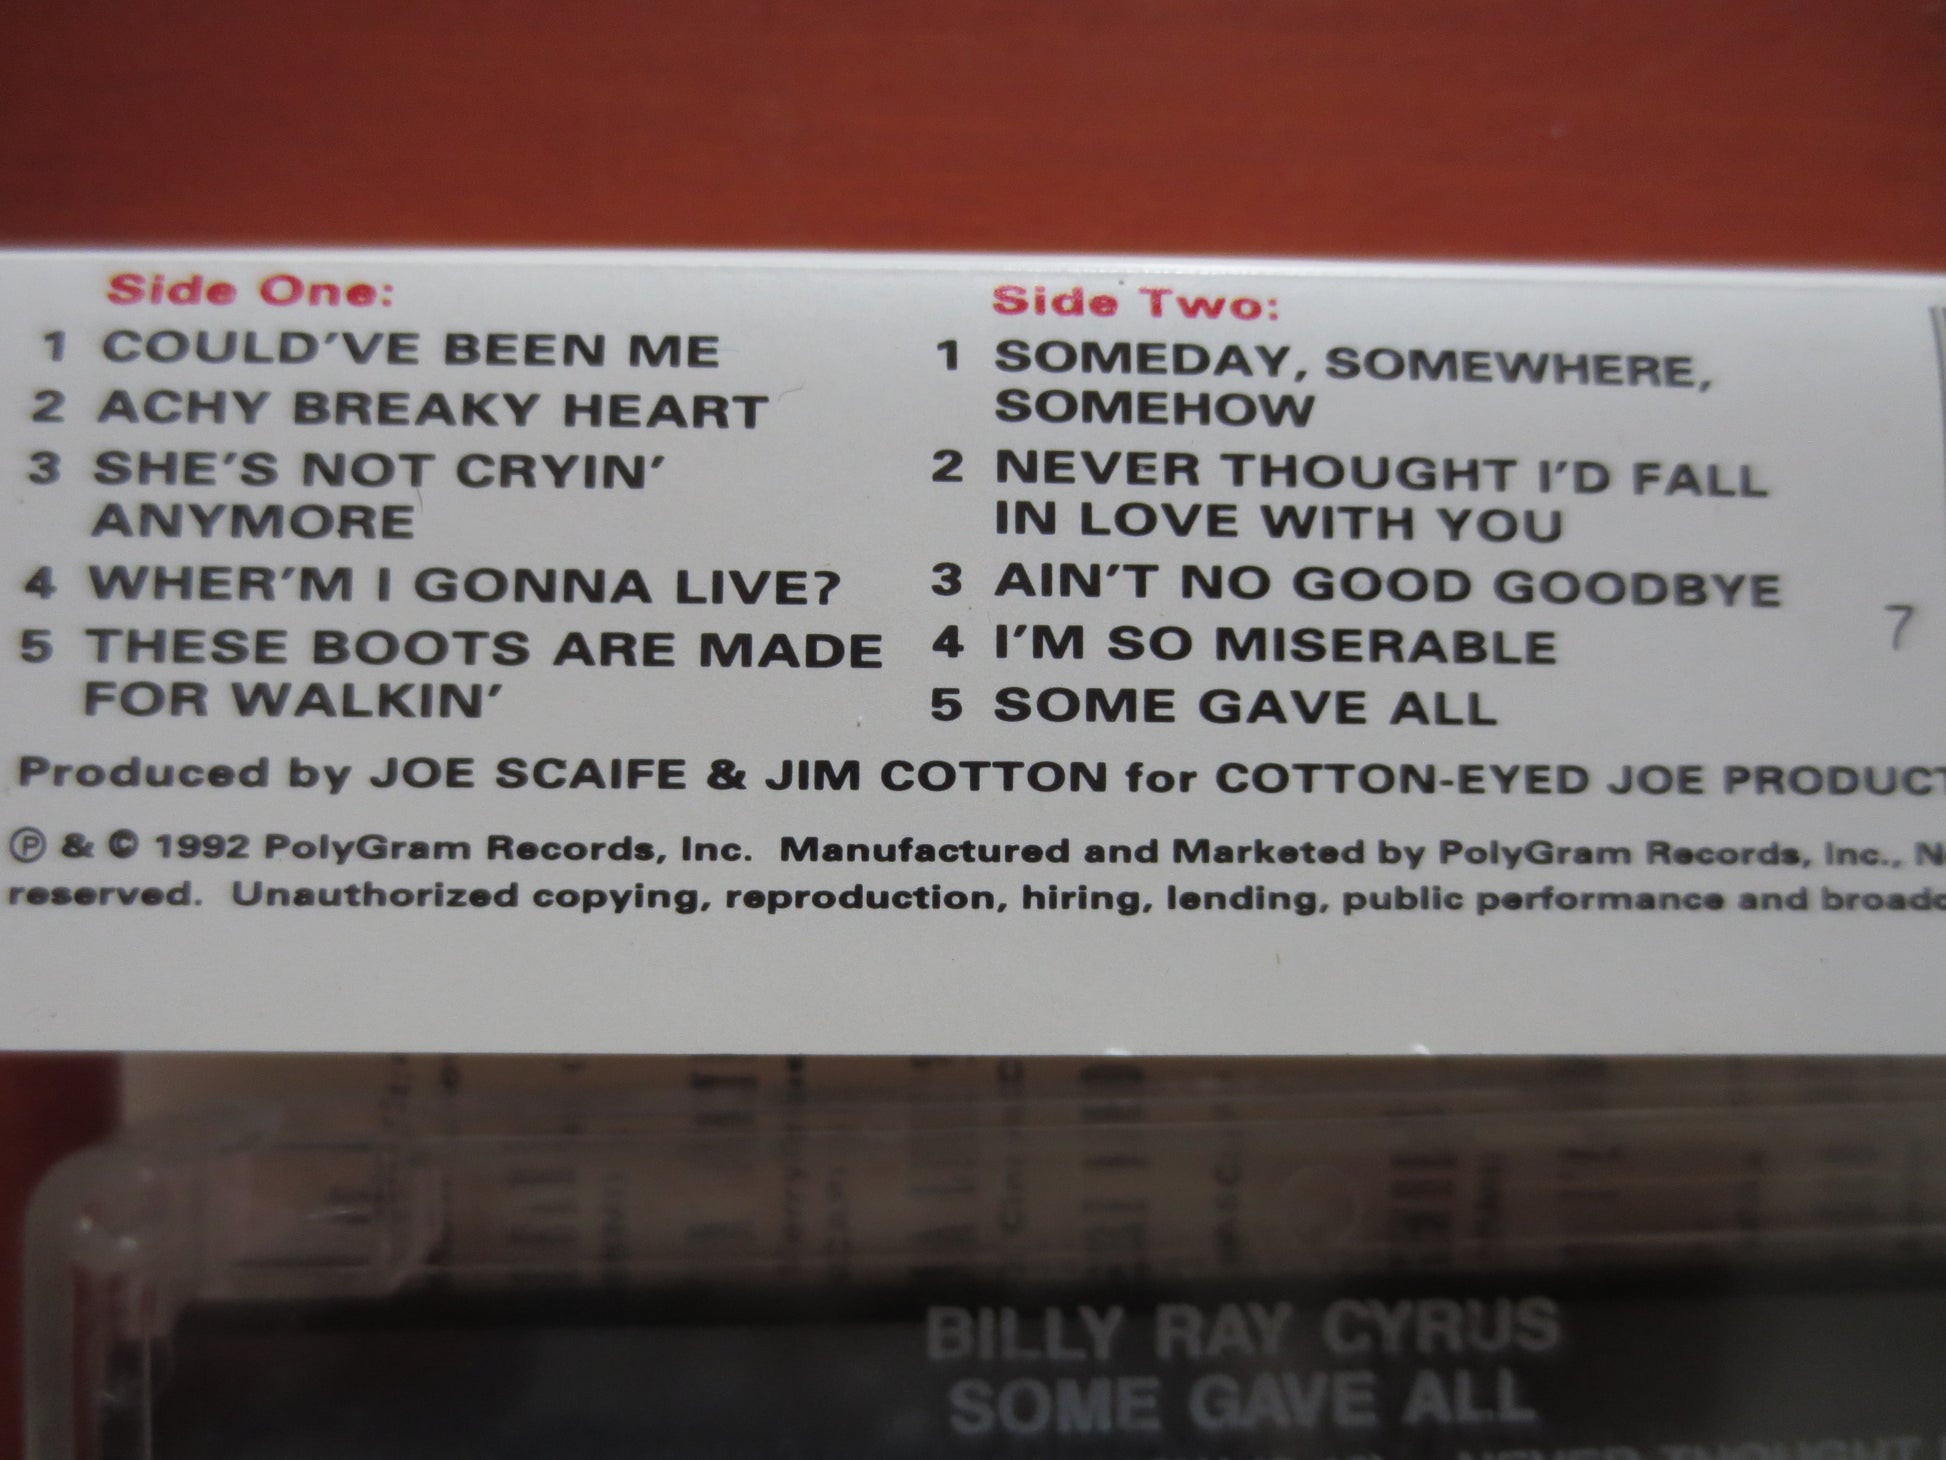 Side One:
1 COULD'VE BEEN ME
2 ACHY BREAKY HEART
3 SHE'S NOT CRYIN'
ANYMORE
4 WHER'M I GONNA LIVE?
5 THESE BOOTS ARE MADE
FOR WALKIN'
Side Two:
1 SOMEDAY, SOMEWHERE,
SOMEHOW
2 NEVER THOUGHT I'D FALL
IN LOVE WITH YOU
3 AIN'T NO GOOD GOODBYE
4 I'M SO MISERABLE
5 SOME GAVE ALL
7
Produced by JOE SCAIFE & JIM COTTON for COTTON-EYED JOE PRODUCT
℗ & © 1992 PolyGram Records, Inc. Manufactured and Marketed by PolyGram Records, Inc., N
reserved. Unauthorized copying, reproduction, hiring, lending, public performance and broadc
BILLY RAY CYRUS
SOME GAVE ALL
NEVER THOUGHT